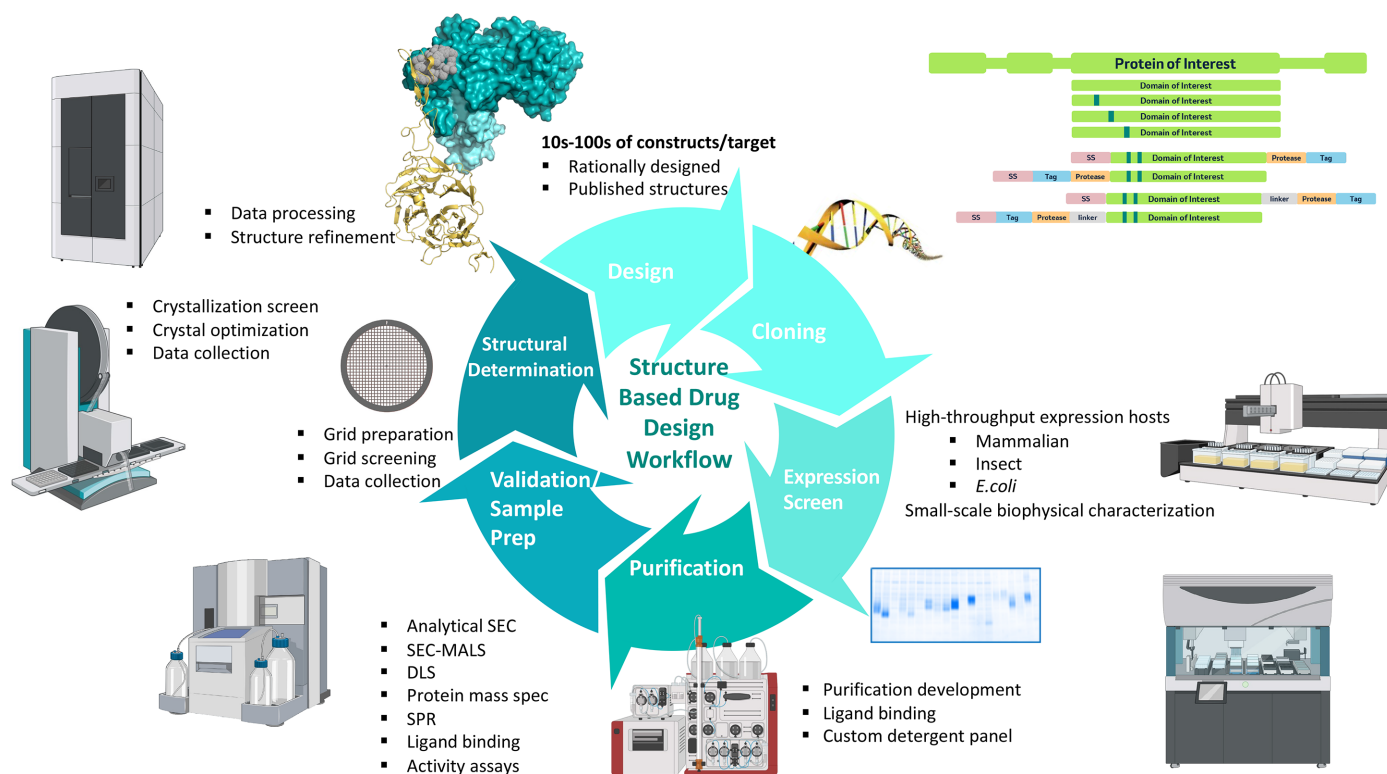 Protein of Interest
Domain of Interest
Domain of Interest
Domain of Interest
Domain of Interest
SS Domain of Interest Protease Tag
SS Tag Protease Domain of Interest
SS Domain of Interest linker Protease Tag
SS Tag Protease linker Domain of Interest
10s-100s of constructs/target
▪ Rationally designed
▪ Published structures
▪ Data processing
▪ Structure refinement
Design
Cloning
▪ Crystallization screen
▪ Crystal optimization
▪ Data collection
Structural
Determination
Structure
Based Drug
Design
Workflow
High-throughput expression hosts
▪ Mammalian
▪ Insect
▪ E.coli
Small-scale biophysical characterization
▪ Grid preparation
▪ Grid screening
▪ Data collection
Expression
Screen
Validation/
Sample
Prep
Purification
▪ Analytical SEC
▪ SEC-MALS
▪ DLS
▪ Protein mass spec
▪ SPR
▪ Ligand binding
▪ Activity assays
▪ Purification development
▪ Ligand binding
▪ Custom detergent panel